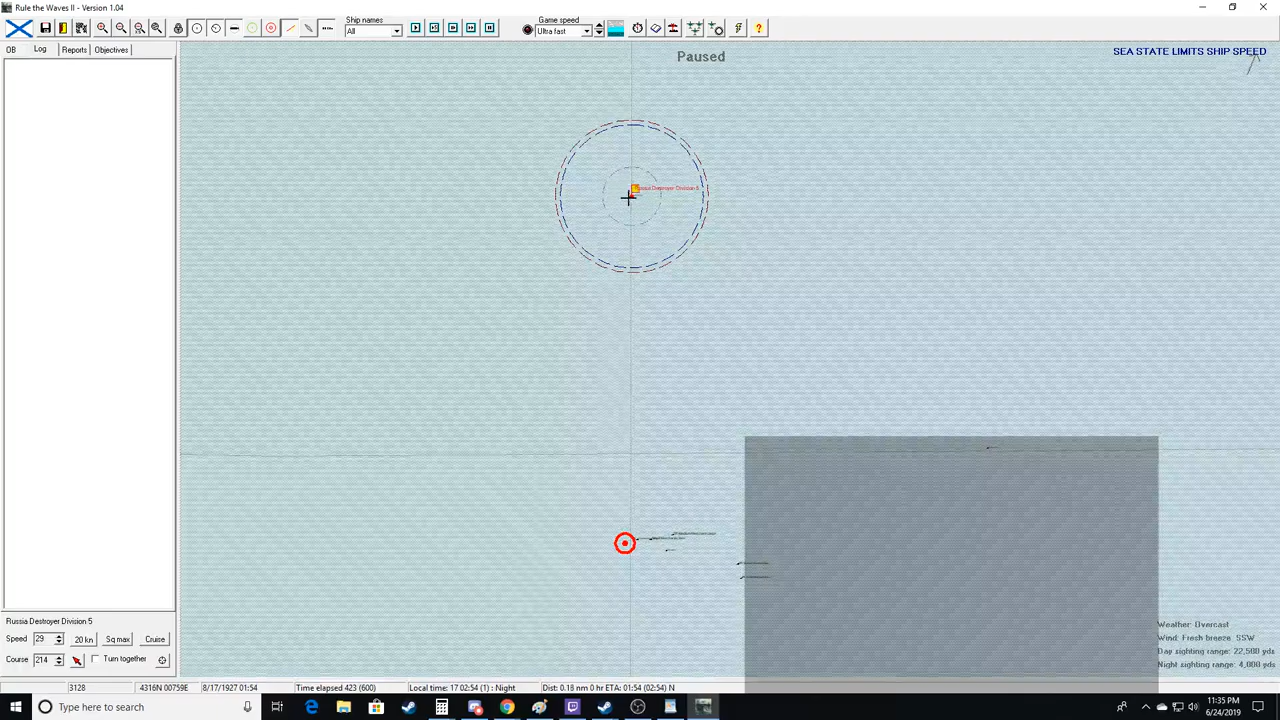 Rule the Waves II - Version 1.04
Ship names
All
Game speed
Ultra fast
OB
Log
Reports
Objectives
Paused
SEA STATE LIMITS SHIP SPEED
Russia Destroyer Division 5
Weather: Overcast
Wind: Fresh breeze SSW
Day sighting range: 22,500 yds
Night sighting range: 4,000 yds
Russia Destroyer Division 5
Speed 29 20 kn Sq max Cruise
Course 214 Turn together
3128 4316N 00759E 8/17/1927 01:54 Time elapsed 423 (600) Local time: 17 02:54 (1) : Night Dist: 0.18 nm 0 hr ETA: 01:54 (02:54) N
Type here to search
11:35 PM
6/24/2019